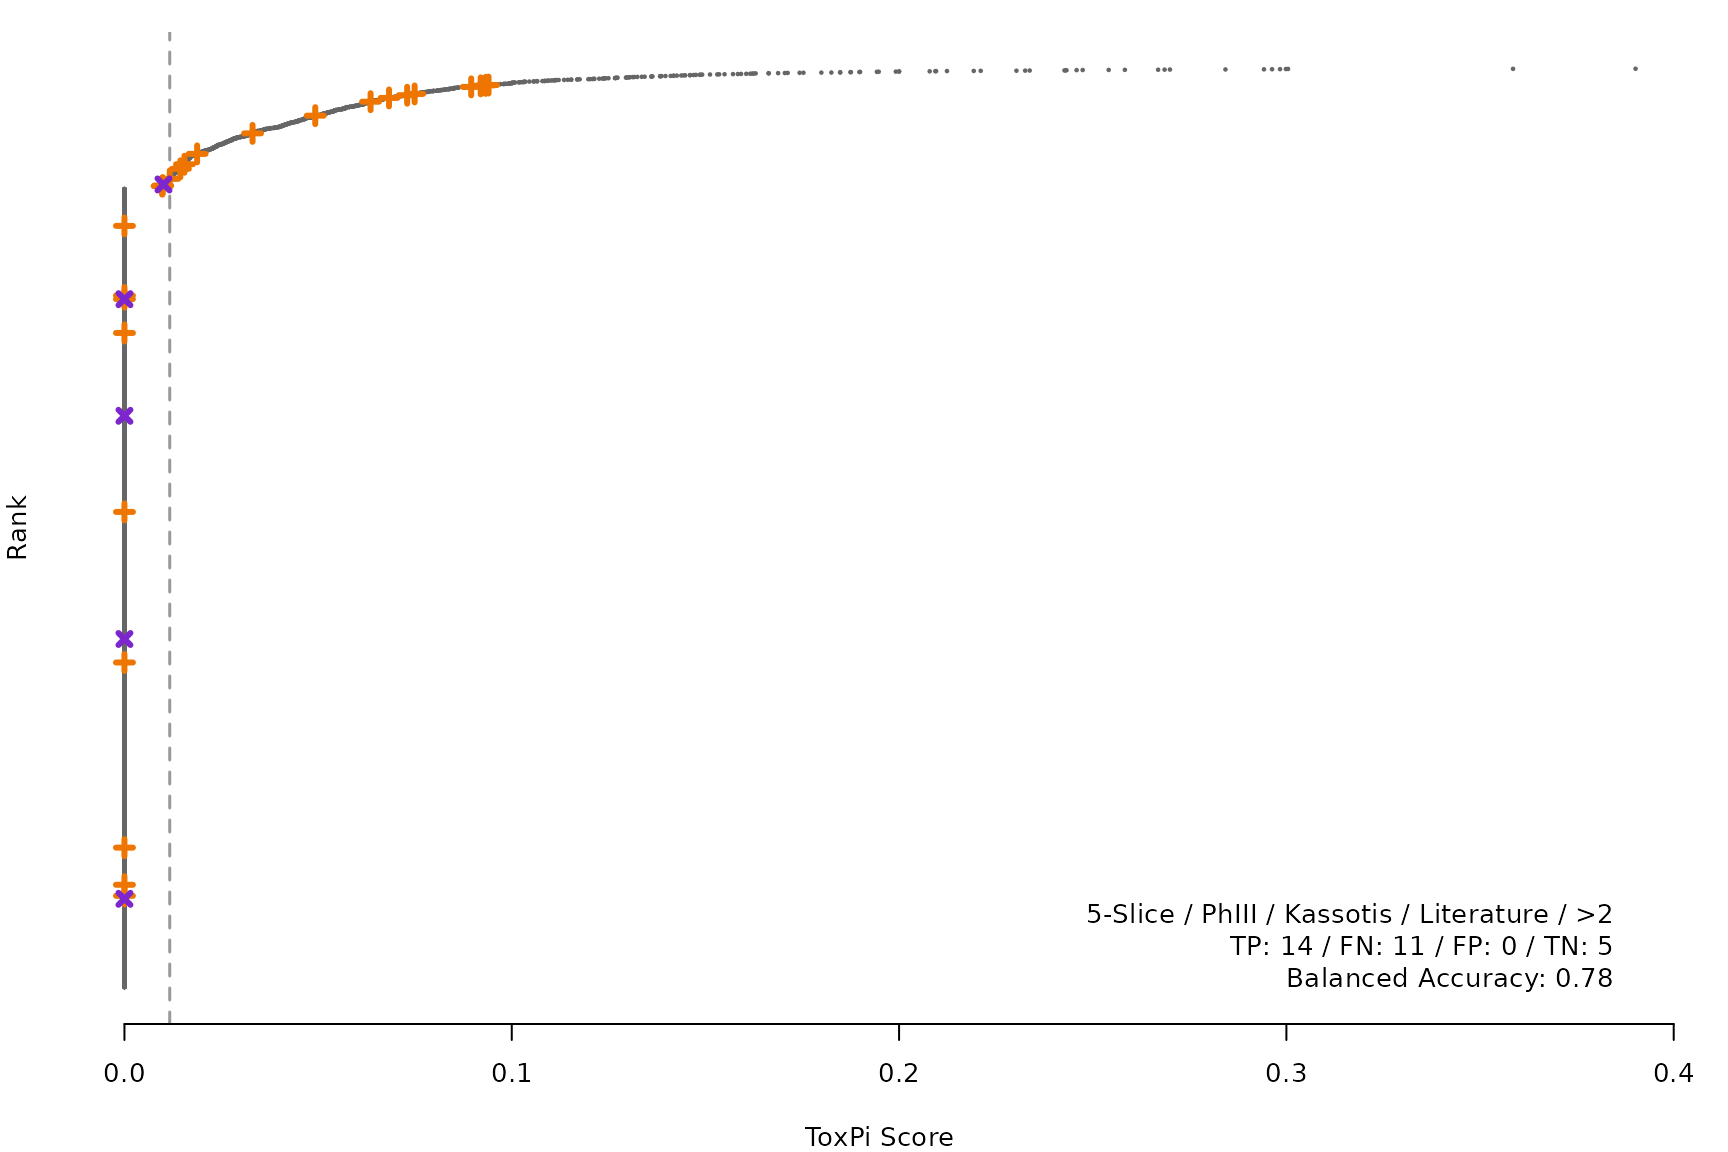 Rank
5-Slice / PhIII / Kassotis / Literature / >2
TP: 14 / FN: 11 / FP: 0 / TN: 5
Balanced Accuracy: 0.78
0.0 0.1 0.2 0.3 0.4
ToxPi Score